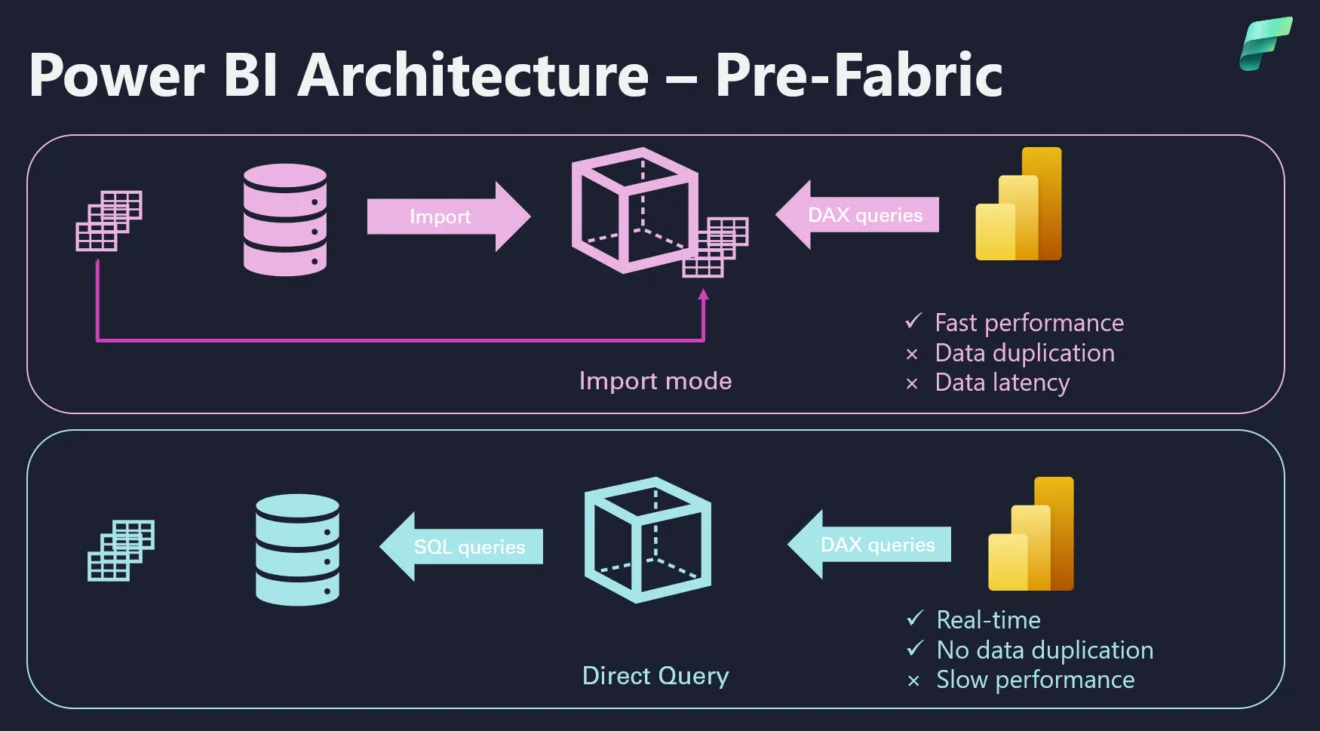 Power BI Architecture – Pre-Fabric
Import
DAX queries
✓ Fast performance
× Data duplication
× Data latency
Import mode
SQL queries
DAX queries
✓ Real-time
✓ No data duplication
× Slow performance
Direct Query